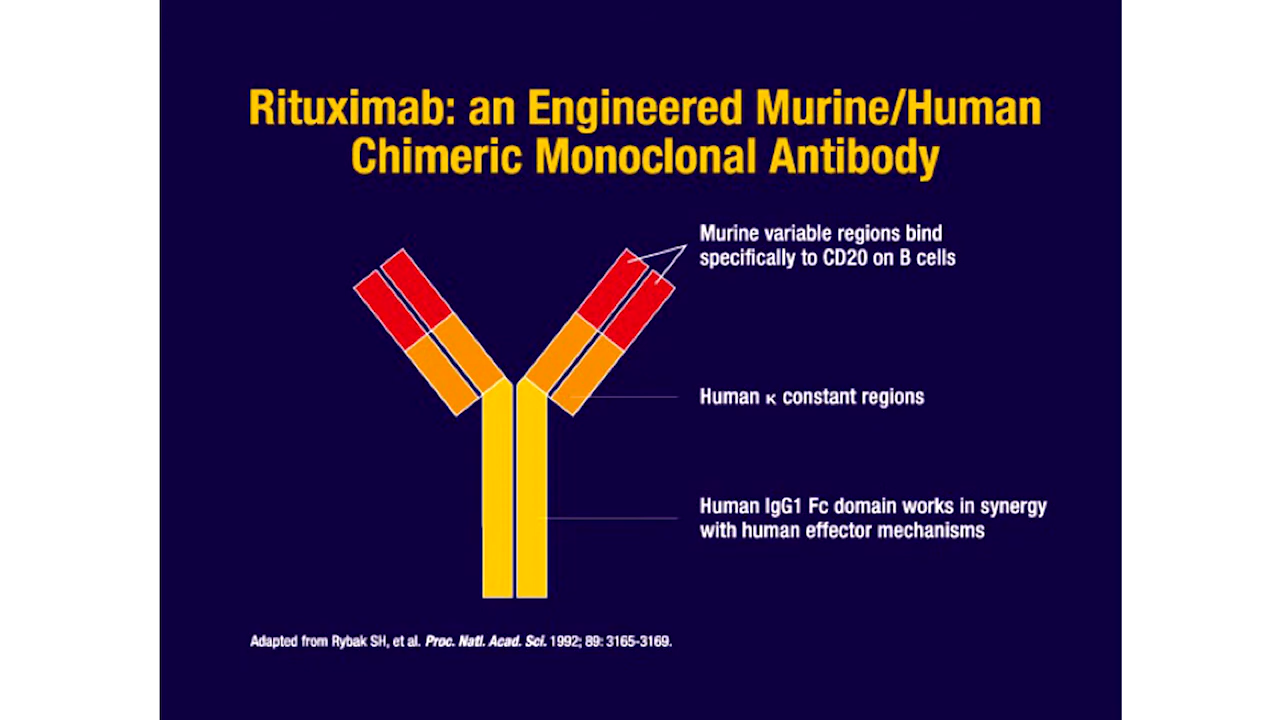 Rituximab: an Engineered Murine/Human
Chimeric Monoclonal Antibody
Murine variable regions bind
specifically to CD20 on B cells
Human κ constant regions
Human IgG1 Fc domain works in synergy
with human effector mechanisms
Adapted from Rybak SH, et al. Proc. Natl. Acad. Sci. 1992; 89: 3165-3169.